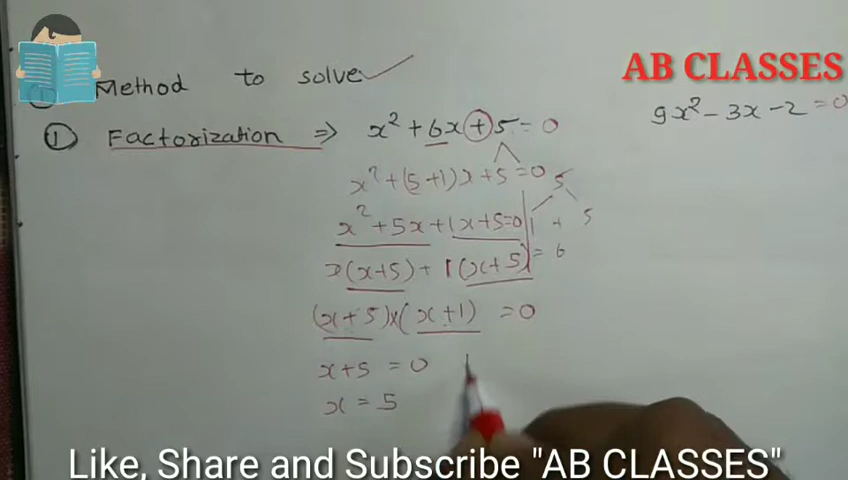 AB CLASSES
Method to solve
① Factorization ⇒ x² + 6x + 5 = 0
9x² - 3x - 2 = 0
x² + (5+1)x + 5 = 0
5
x² + 5x + 1x + 5 = 0
1 + 5
x(x+5) + 1(x+5)
= 6
(x+5)×(x+1) = 0
x+5 = 0
x = 5
Like, Share and Subscribe "AB CLASSES"